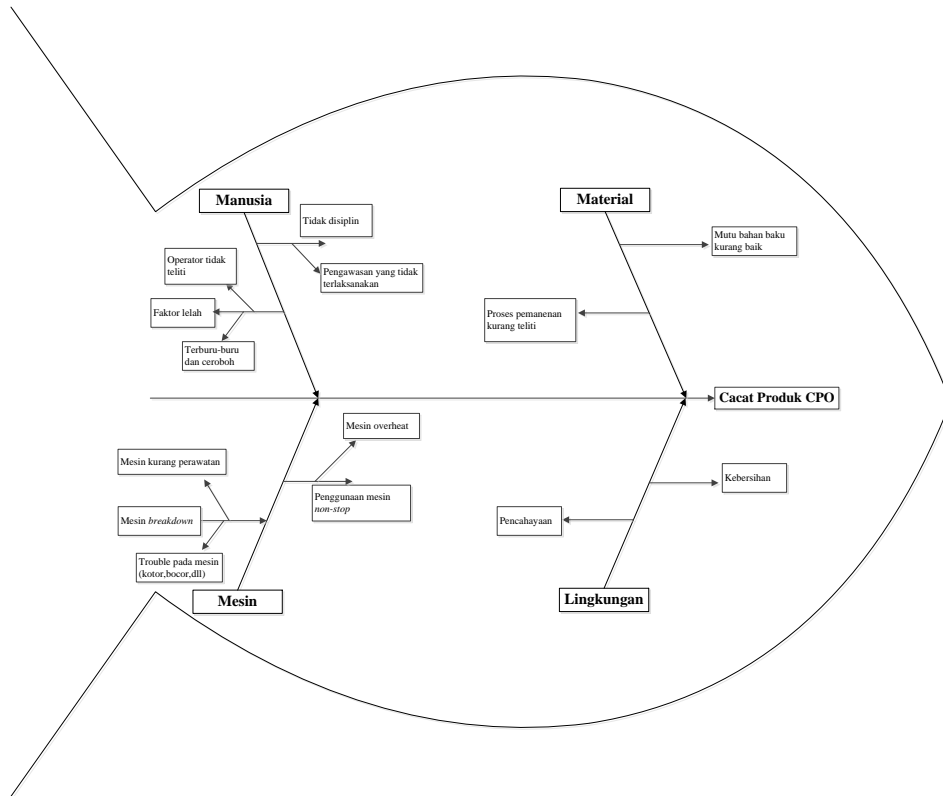 Manusia
Material
Tidak disiplin
Mutu bahan baku
kurang baik
Operator tidak
teliti
Pengawasan yang tidak
terlaksanakan
Faktor lelah
Proses pemanenan
kurang teliti
Terburu-buru
dan ceroboh
Cacat Produk CPO
Mesin overheat
Mesin kurang perawatan
Kebersihan
Penggunaan mesin
non-stop
Mesin breakdown
Pencahayaan
Trouble pada mesin
(kotor,bocor,dll)
Mesin
Lingkungan